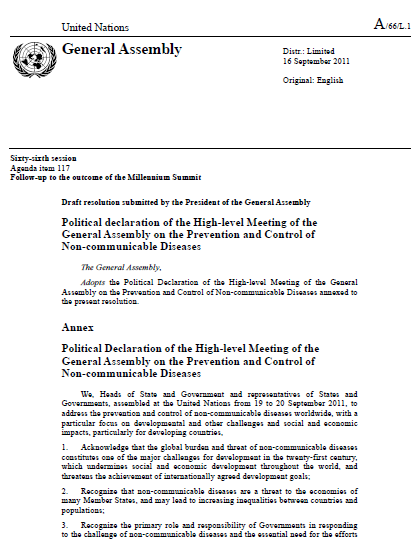 United Nations
A/66/L.1
General Assembly
Distr.: Limited
16 September 2011
Original: English
Sixty-sixth session
Agenda item 117
Follow-up to the outcome of the Millennium Summit
Draft resolution submitted by the President of the General Assembly
Political declaration of the High-level Meeting of the
General Assembly on the Prevention and Control of
Non-communicable Diseases
The General Assembly,
Adopts the Political Declaration of the High-level Meeting of the General
Assembly on the Prevention and Control of Non-communicable Diseases annexed to
the present resolution.
Annex
Political Declaration of the High-level Meeting of the
General Assembly on the Prevention and Control of
Non-communicable Diseases
We, Heads of State and Government and representatives of States and
Governments, assembled at the United Nations from 19 to 20 September 2011, to
address the prevention and control of non-communicable diseases worldwide, with a
particular focus on developmental and other challenges and social and economic
impacts, particularly for developing countries,
1. Acknowledge that the global burden and threat of non-communicable diseases
constitutes one of the major challenges for development in the twenty-first century,
which undermines social and economic development throughout the world, and
threatens the achievement of internationally agreed development goals;
2. Recognize that non-communicable diseases are a threat to the economies of
many Member States, and may lead to increasing inequalities between countries and
populations;
3. Recognize the primary role and responsibility of Governments in responding
to the challenge of non-communicable diseases and the essential need for the efforts